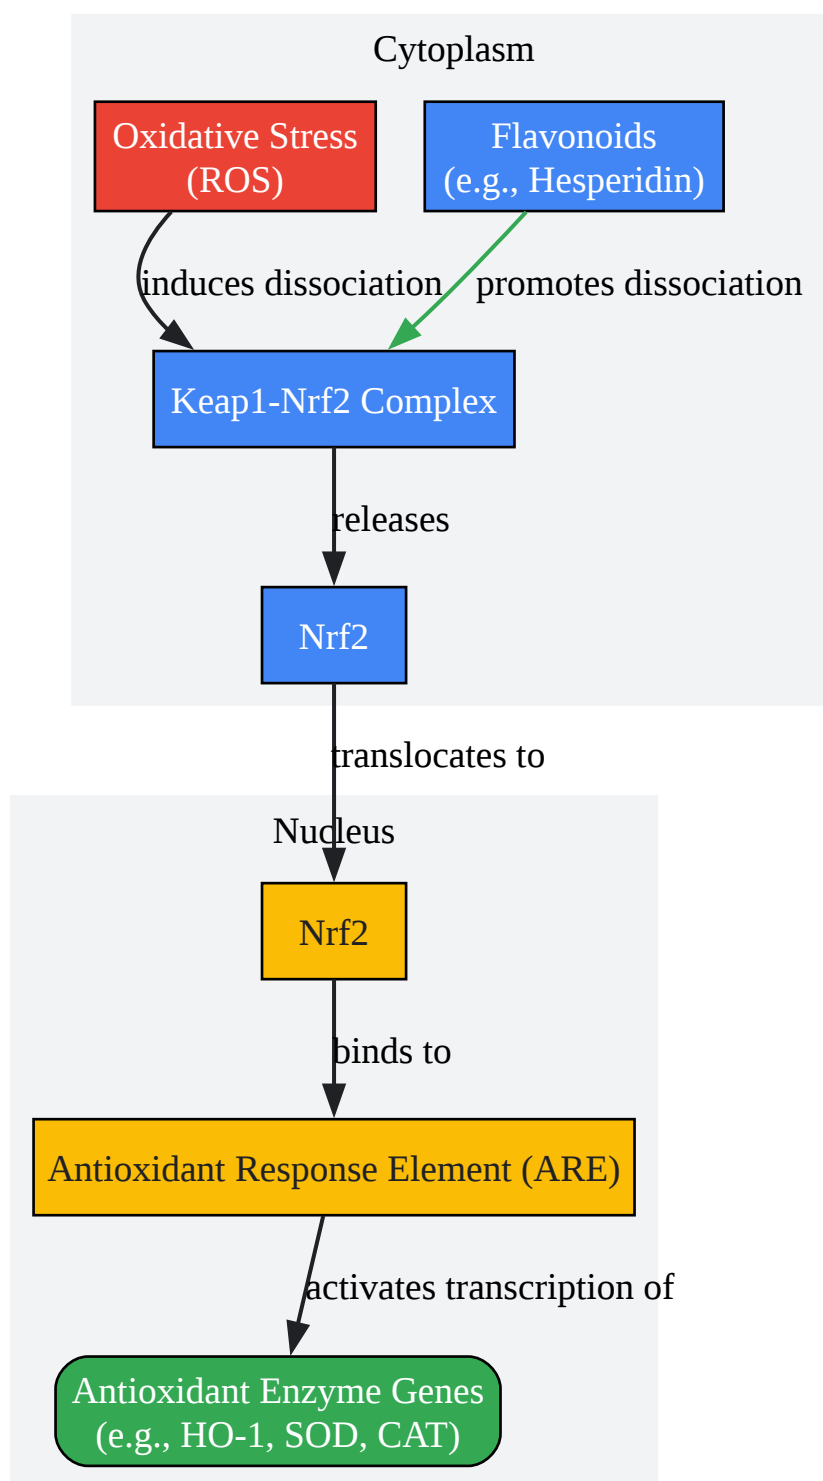 Cytoplasm
Oxidative Stress
(ROS)
Flavonoids
(e.g., Hesperidin)
induces dissociation
promotes dissociation
Keap1-Nrf2 Complex
releases
Nrf2
translocates to
Nucleus
Nrf2
binds to
Antioxidant Response Element (ARE)
activates transcription of
Antioxidant Enzyme Genes
(e.g., HO-1, SOD, CAT)